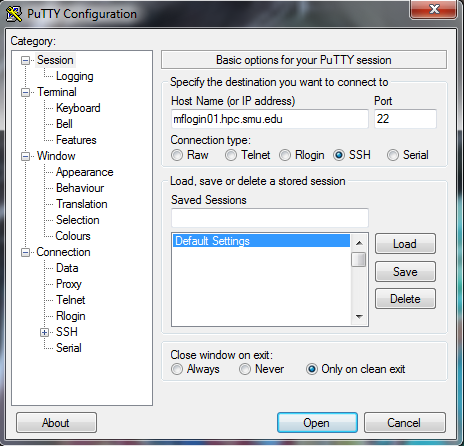 PuTTY Configuration
Category:
Session
Logging
Terminal
Keyboard
Bell
Features
Window
Appearance
Behaviour
Translation
Selection
Colours
Connection
Data
Proxy
Telnet
Rlogin
SSH
Serial
Basic options for your PuTTY session
Specify the destination you want to connect to
Host Name (or IP address) Port
mflogin01.hpc.smu.edu 22
Connection type:
Raw Telnet Rlogin SSH Serial
Load, save or delete a stored session
Saved Sessions
Default Settings
Load
Save
Delete
Close window on exit:
Always Never Only on clean exit
About Open Cancel